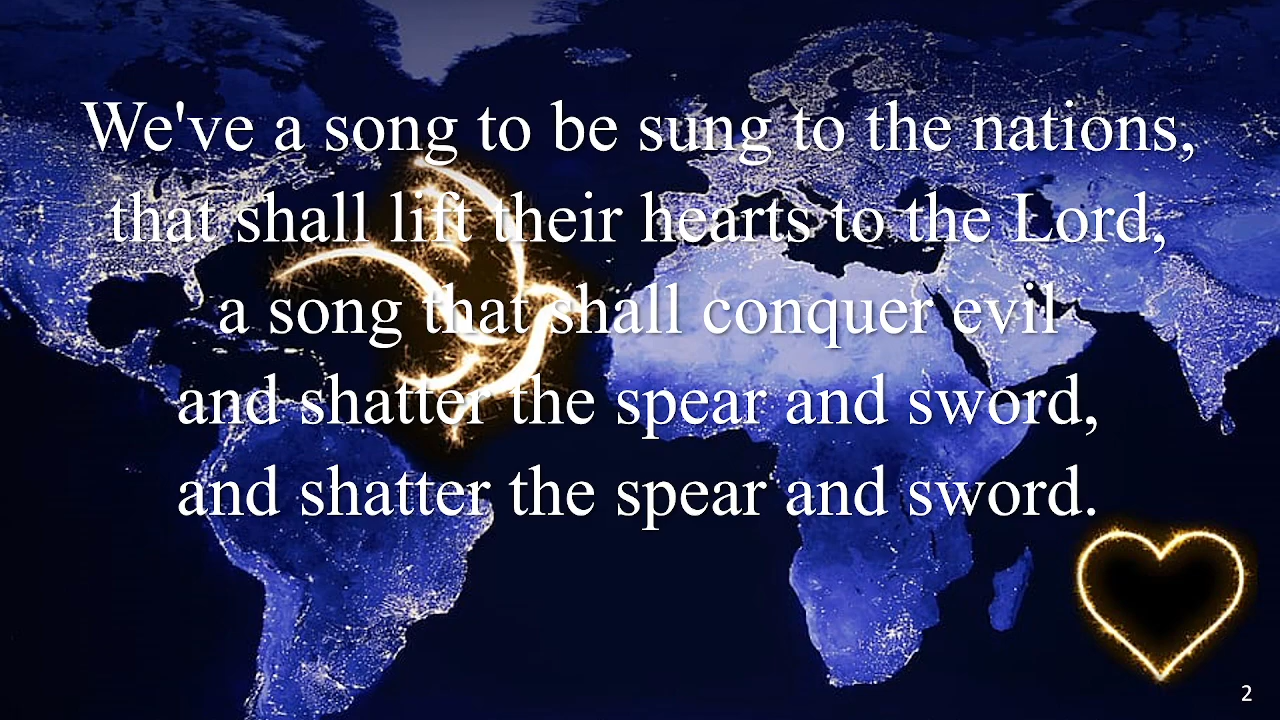 We've a song to be sung to the nations,
that shall lift their hearts to the Lord,
a song that shall conquer evil
and shatter the spear and sword,
and shatter the spear and sword.
2